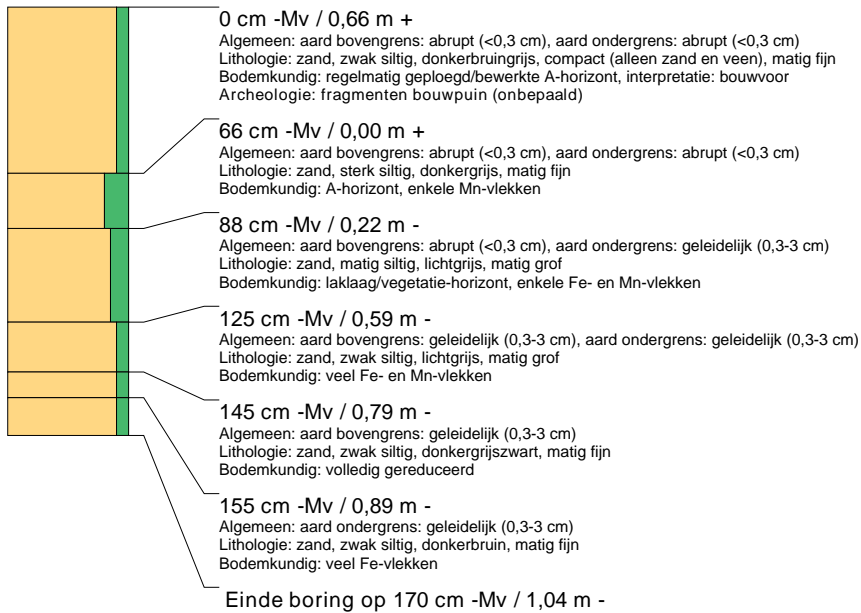 0 cm -Mv / 0,66 m +
Algemeen: aard bovengrens: abrupt (<0,3 cm), aard ondergrens: abrupt (<0,3 cm)
Lithologie: zand, zwak siltig, donkerbruingrijs, compact (alleen zand en veen), matig fijn
Bodemkundig: regelmatig geploegd/bewerkte A-horizont, interpretatie: bouwvoor
Archeologie: fragmenten bouwpuin (onbepaald)
66 cm -Mv / 0,00 m +
Algemeen: aard bovengrens: abrupt (<0,3 cm), aard ondergrens: abrupt (<0,3 cm)
Lithologie: zand, sterk siltig, donkergrijs, matig fijn
Bodemkundig: A-horizont, enkele Mn-vlekken
88 cm -Mv / 0,22 m -
Algemeen: aard bovengrens: abrupt (<0,3 cm), aard ondergrens: geleidelijk (0,3-3 cm)
Lithologie: zand, matig siltig, lichtgrijs, matig grof
Bodemkundig: laklaag/vegetatie-horizont, enkele Fe- en Mn-vlekken
125 cm -Mv / 0,59 m -
Algemeen: aard bovengrens: geleidelijk (0,3-3 cm), aard ondergrens: geleidelijk (0,3-3 cm)
Lithologie: zand, zwak siltig, lichtgrijs, matig grof
Bodemkundig: veel Fe- en Mn-vlekken
145 cm -Mv / 0,79 m -
Algemeen: aard bovengrens: geleidelijk (0,3-3 cm)
Lithologie: zand, zwak siltig, donkergrijszwart, matig fijn
Bodemkundig: volledig gereduceerd
155 cm -Mv / 0,89 m -
Algemeen: aard ondergrens: geleidelijk (0,3-3 cm)
Lithologie: zand, zwak siltig, donkerbruin, matig fijn
Bodemkundig: veel Fe-vlekken
Einde boring op 170 cm -Mv / 1,04 m -